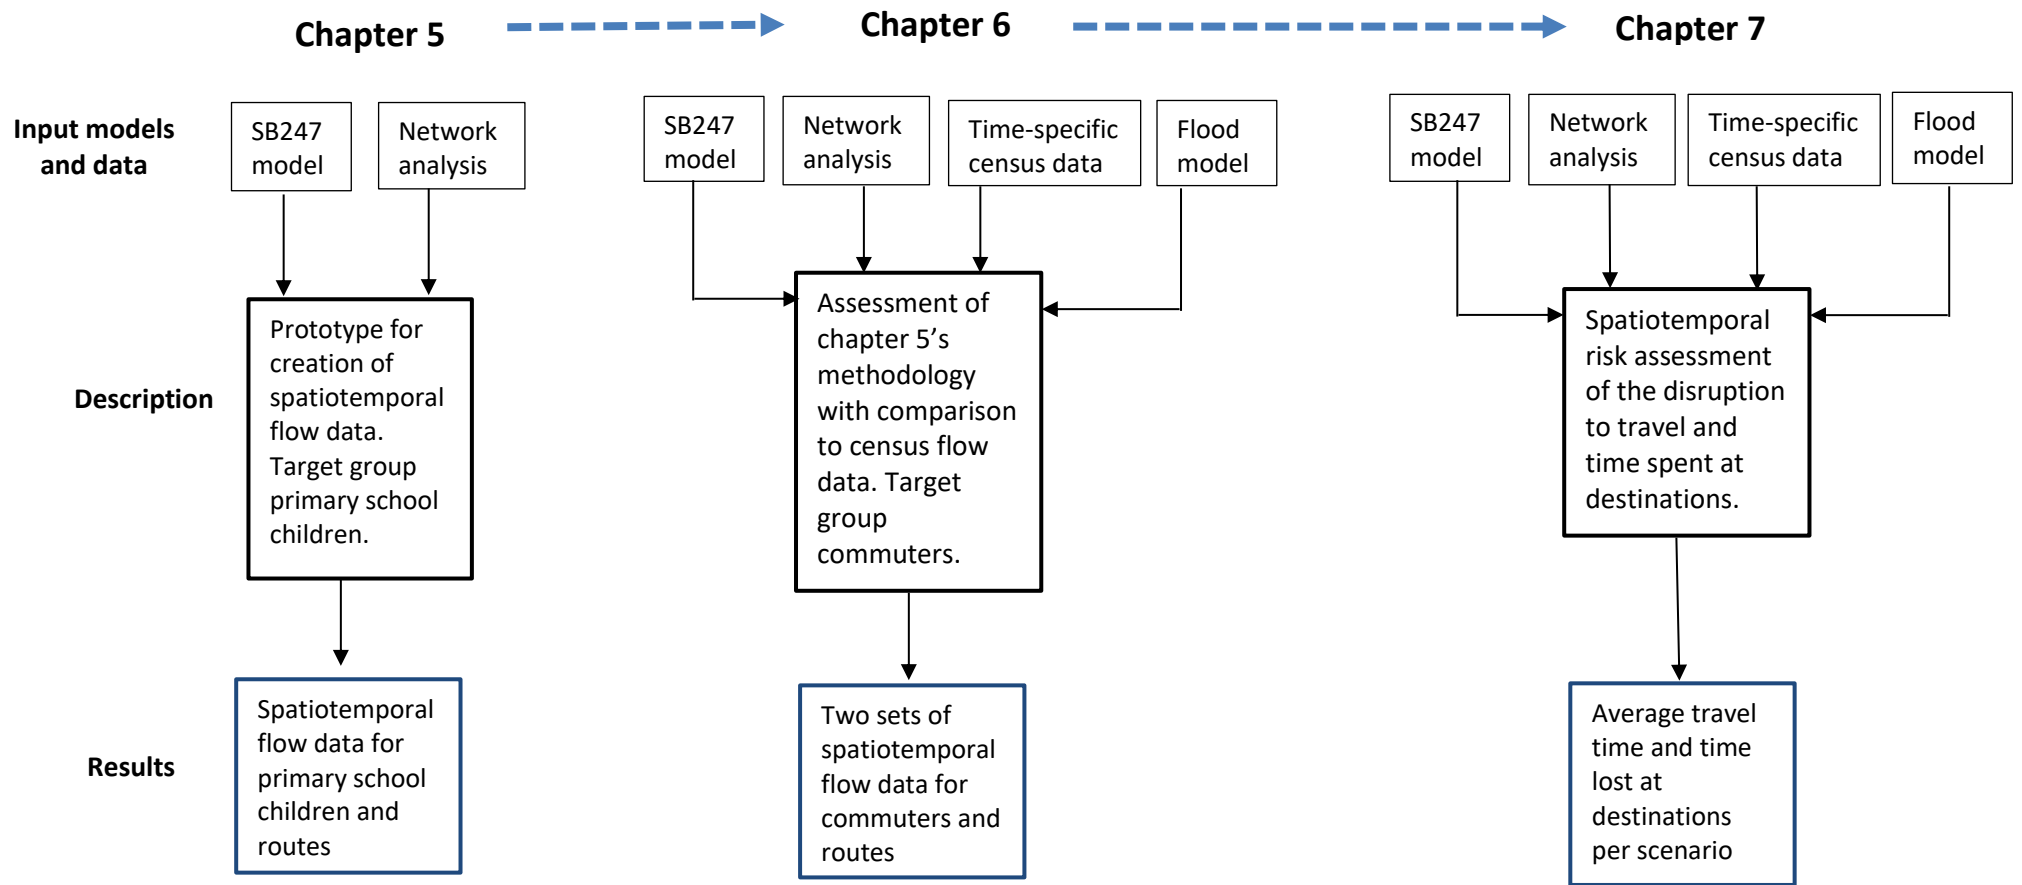 Chapter 5
Chapter 6
Chapter 7
Input models
and data
SB247
model
Network
analysis
SB247
model
Network
analysis
Time-specific
census data
Flood
model
SB247
model
Network
analysis
Time-specific
census data
Flood
model
Description
Prototype for
creation of
spatiotemporal
flow data.
Target group
primary school
children.
Assessment of
chapter 5’s
methodology
with comparison
to census flow
data. Target
group
commuters.
Spatiotemporal
risk assessment
of the disruption
to travel and
time spent at
destinations.
Results
Spatiotemporal
flow data for
primary school
children and
routes
Two sets of
spatiotemporal
flow data for
commuters and
routes
Average travel
time and time
lost at
destinations
per scenario